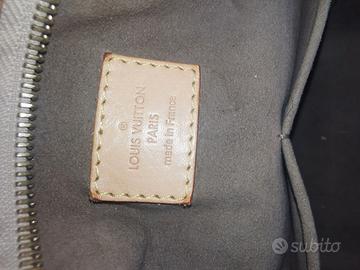 ®
LOUIS VUITTON
PARIS
made in France
subito